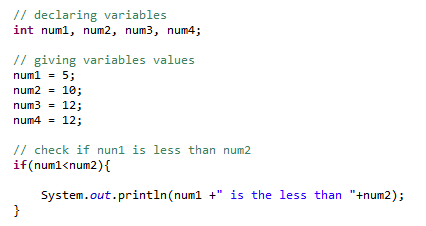 // declaring variables
int num1, num2, num3, num4;
// giving variables values
num1 = 5;
num2 = 10;
num3 = 12;
num4 = 12;
// check if nun1 is less than num2
if(num1<num2){
System.out.println(num1 +" is the less than "+num2);
}